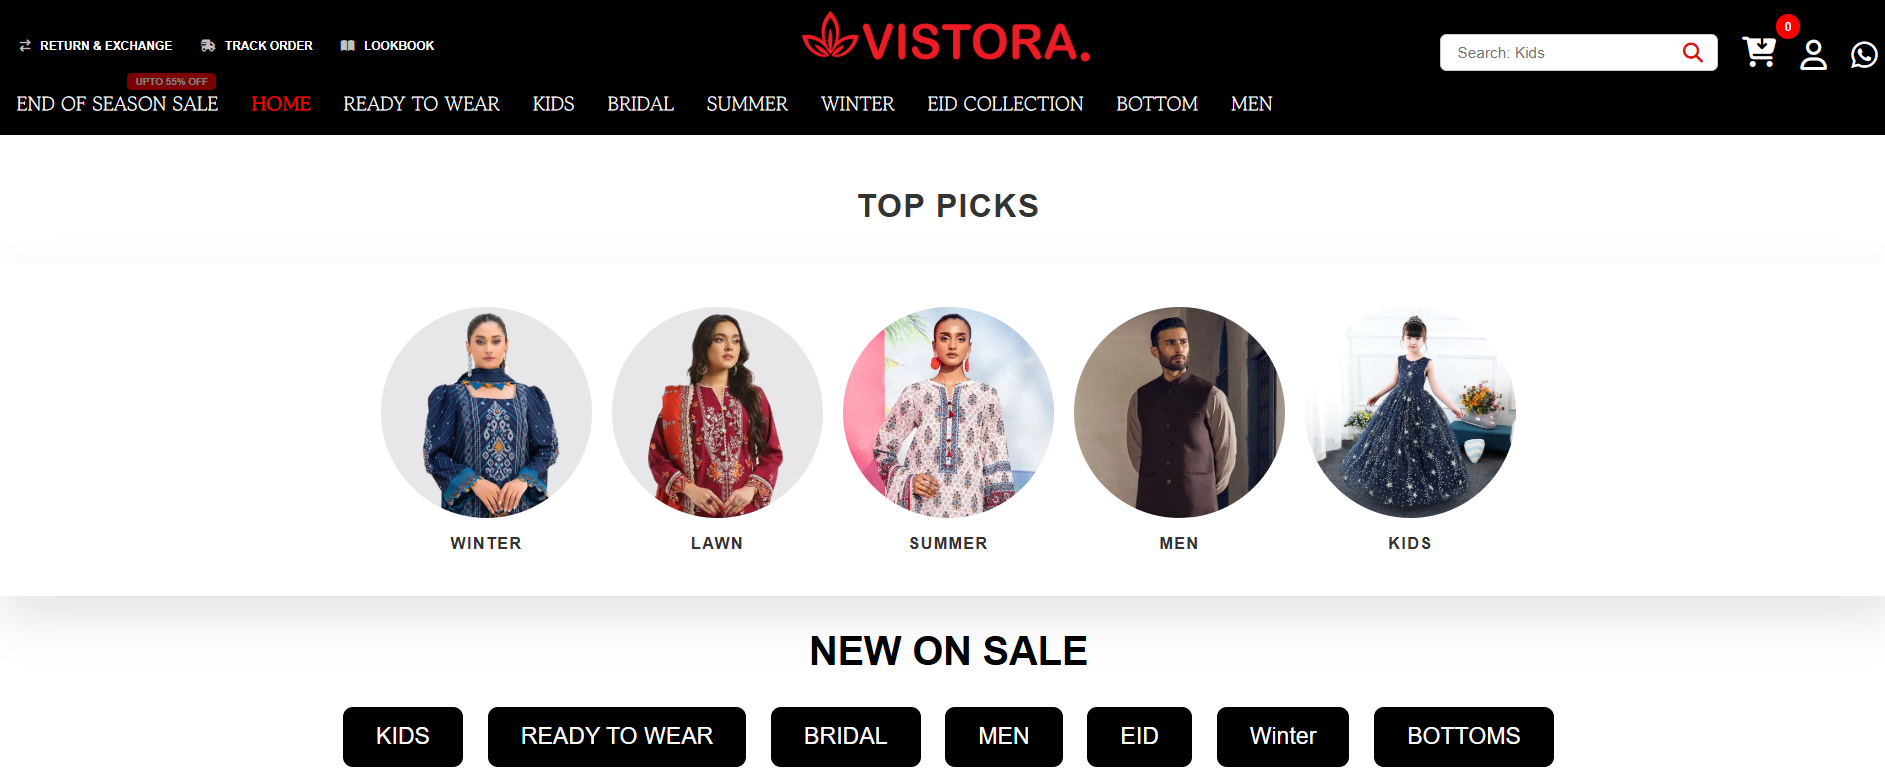 RETURN & EXCHANGE TRACK ORDER LOOKBOOK
VISTORA.
Search: Kids
0
UPTO 55% OFF
END OF SEASON SALE HOME READY TO WEAR KIDS BRIDAL SUMMER WINTER EID COLLECTION BOTTOM MEN
TOP PICKS
WINTER LAWN SUMMER MEN KIDS
NEW ON SALE
KIDS READY TO WEAR BRIDAL MEN EID Winter BOTTOMS